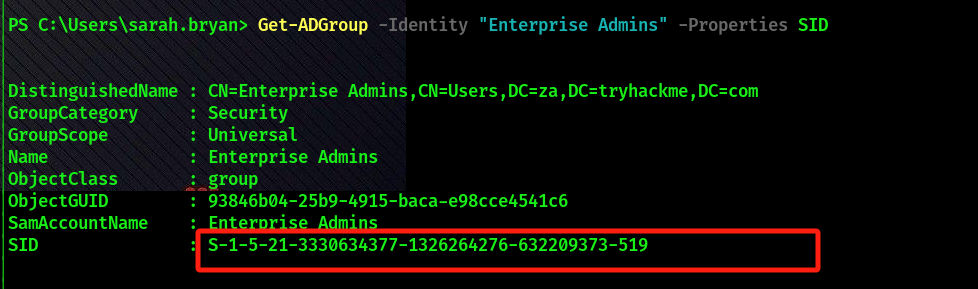 PS C:\Users\sarah.bryan> Get-ADGroup -Identity "Enterprise Admins" -Properties SID
DistinguishedName : CN=Enterprise Admins,CN=Users,DC=za,DC=tryhackme,DC=com
GroupCategory : Security
GroupScope : Universal
Name : Enterprise Admins
ObjectClass : group
ObjectGUID : 93846b04-25b9-4915-baca-e98cce4541c6
SamAccountName : Enterprise Admins
SID : S-1-5-21-3330634377-1326264276-632209373-519